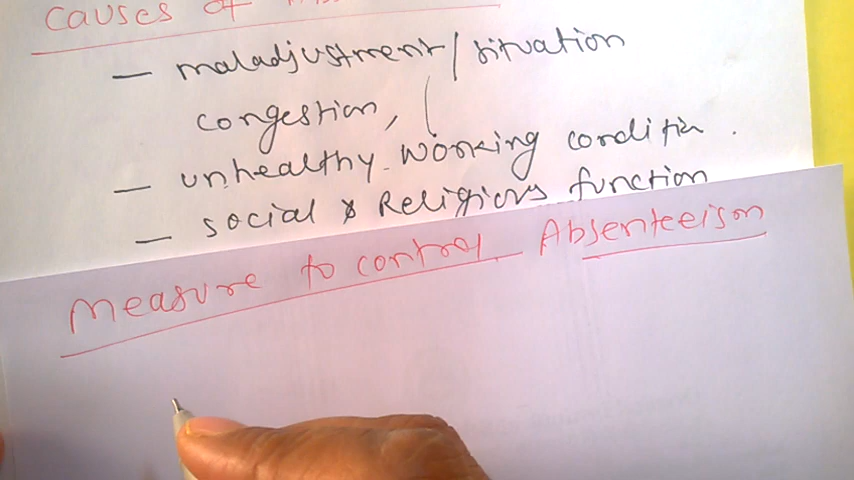 causes of
— maladjustment/situation
congestion,
— unhealthy working condition.
— social & Religious function
Measure to control Absenteeism